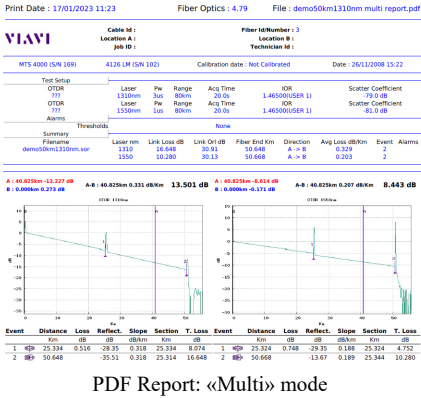 Print Date : 17/01/2023 11:23 Fiber Optics : 4.79 File : demo50km1310nm multi report.pdf
VIAVI
Cable Id : Fiber Id/Number : 3
Location A : Location B :
Job ID : Technician Id :
MTS 4000 (S/N 169) 4126 LM (S/N 102) Calibration date : Not Calibrated Date : 26/11/2008 15:22
Test Setup
OTDR Laser Pw Range Acq Time IOR Scatter Coefficient
??? 1310nm 3us 80km 20.0s 1.46500(USER 1) -79.0 dB
OTDR Laser Pw Range Acq Time IOR Scatter Coefficient
??? 1550nm 1us 80km 20.0s 1.46500(USER 1) -81.0 dB
Alarms
Thresholds None
Summary
Filename Laser nm Link Loss dB Link Orl dB Fiber End Km Direction Avg Loss dB/Km Event Alarms
demo50km1310nm.sor 1310 16.648 30.91 50.648 A -> B 0.329 2
1550 10.280 30.13 50.668 A -> B 0.203 2
A : 40.825km -13.227 dB
B : 0.000km 0.273 dB
A-B : 40.825km 0.331 dB/Km 13.501 dB
A : 40.825km -8.614 dB
B : 0.000km -0.171 dB
A-B : 40.825km 0.207 dB/Km 8.443 dB
OTDR 1310nm
OTDR 1550nm
Event Distance Loss Reflect. Slope Section T. Loss
Km dB dB dB/km Km dB
1 25.334 0.516 -28.35 0.318 25.334 8.074
2 50.648 -35.51 0.318 25.314 16.648
Event Distance Loss Reflect. Slope Section T. Loss
Km dB dB dB/km Km dB
1 25.324 0.748 -29.35 0.188 25.324 4.752
2 50.668 -13.67 0.189 25.344 10.280
PDF Report: «Multi» mode